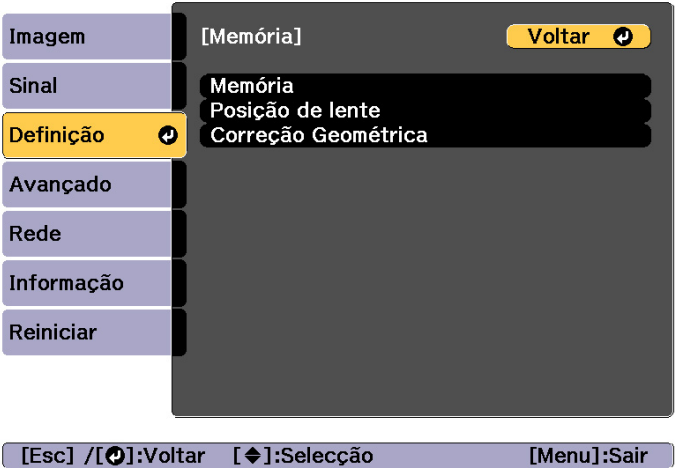 Imagem
Sinal
Definição
Avançado
Rede
Informação
Reiniciar
[Memória]
Voltar
Memória
Posição de lente
Correção Geométrica
[Esc] /[]:Voltar [◆]:Selecção [Menu]:Sair